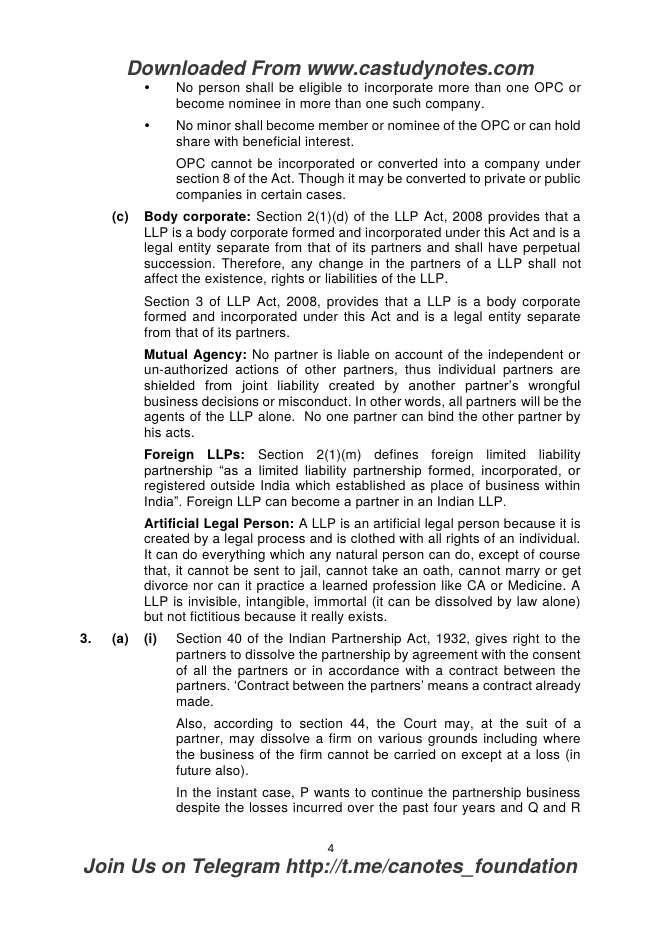 Downloaded From www.castudynotes.com
• No person shall be eligible to incorporate more than one OPC or
become nominee in more than one such company.
• No minor shall become member or nominee of the OPC or can hold
share with beneficial interest.
OPC cannot be incorporated or converted into a company under
section 8 of the Act. Though it may be converted to private or public
companies in certain cases.
(c) Body corporate: Section 2(1)(d) of the LLP Act, 2008 provides that a
LLP is a body corporate formed and incorporated under this Act and is a
legal entity separate from that of its partners and shall have perpetual
succession. Therefore, any change in the partners of a LLP shall not
affect the existence, rights or liabilities of the LLP.
Section 3 of LLP Act, 2008, provides that a LLP is a body corporate
formed and incorporated under this Act and is a legal entity separate
from that of its partners.
Mutual Agency: No partner is liable on account of the independent or
un-authorized actions of other partners, thus individual partners are
shielded from joint liability created by another partner's wrongful
business decisions or misconduct. In other words, all partners will be the
agents of the LLP alone. No one partner can bind the other partner by
his acts.
Foreign LLPs: Section 2(1)(m) defines foreign limited liability
partnership "as a limited liability partnership formed, incorporated, or
registered outside India which established as place of business within
India". Foreign LLP can become a partner in an Indian LLP.
Artificial Legal Person: A LLP is an artificial legal person because it is
created by a legal process and is clothed with all rights of an individual.
It can do everything which any natural person can do, except of course
that, it cannot be sent to jail, cannot take an oath, cannot marry or get
divorce nor can it practice a learned profession like CA or Medicine. A
LLP is invisible, intangible, immortal (it can be dissolved by law alone)
but not fictitious because it really exists.
3. (a) (i) Section 40 of the Indian Partnership Act, 1932, gives right to the
partners to dissolve the partnership by agreement with the consent
of all the partners or in accordance with a contract between the
partners. 'Contract between the partners' means a contract already
made.
Also, according to section 44, the Court may, at the suit of a
partner, may dissolve a firm on various grounds including where
the business of the firm cannot be carried on except at a loss (in
future also).
In the instant case, P wants to continue the partnership business
despite the losses incurred over the past four years and Q and R
4
Join Us on Telegram http://t.me/canotes_foundation